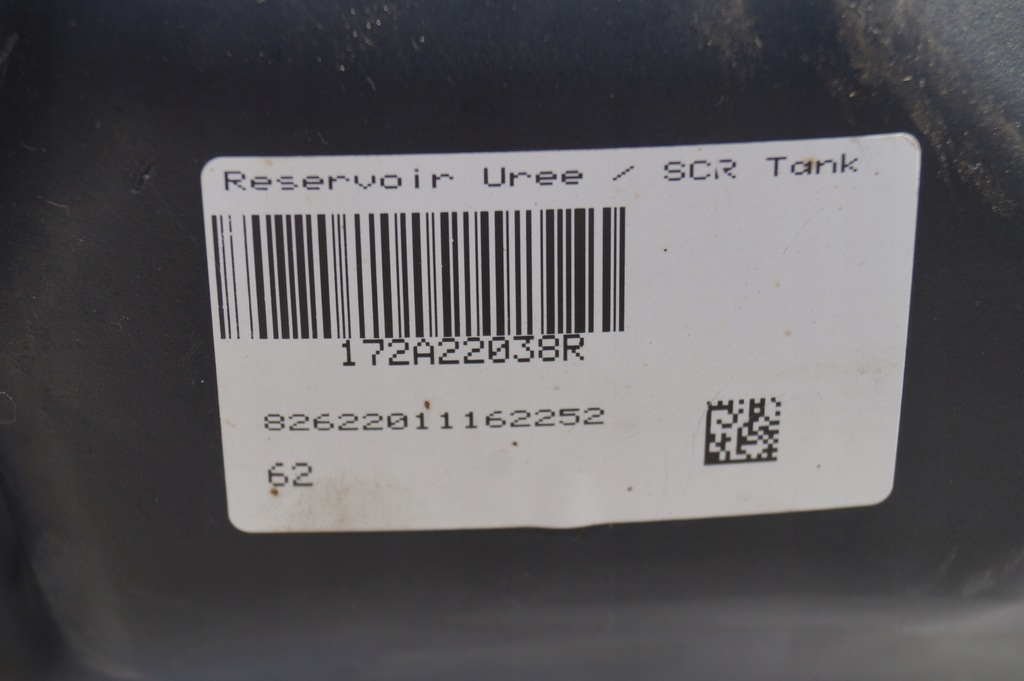 Reservoir Uree / SCR Tank
172A22038R
82622011162252
62